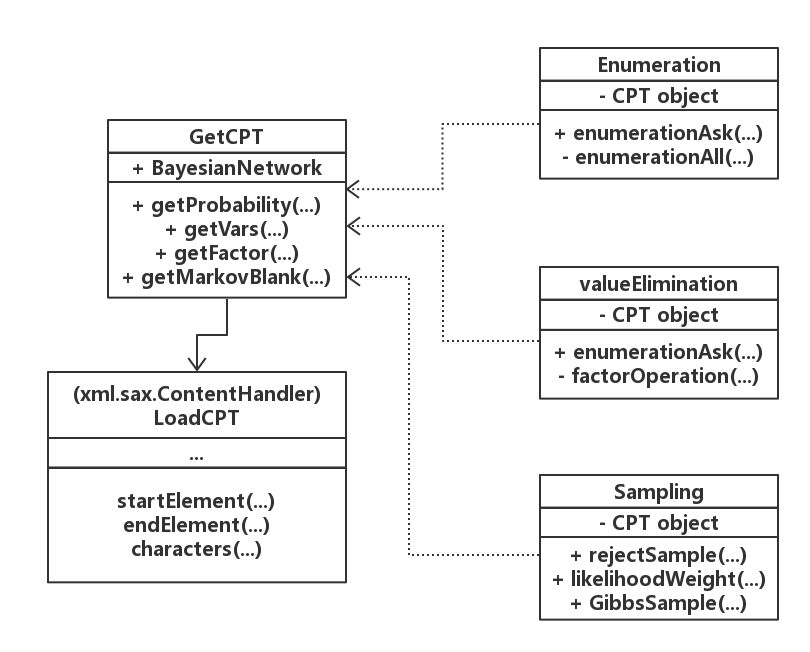 GetCPT
+ BayesianNetwork
+ getProbability(...)
+ getVars(...)
+ getFactor(...)
+ getMarkovBlank(...)
(xml.sax.ContentHandler)
LoadCPT
...
startElement(...)
endElement(...)
characters(...)
Enumeration
- CPT object
+ enumerationAsk(...)
- enumerationAll(...)
valueElimination
- CPT object
+ enumerationAsk(...)
- factorOperation(...)
Sampling
- CPT object
+ rejectSample(...)
+ likelihoodWeight(...)
+ GibbsSample(...)